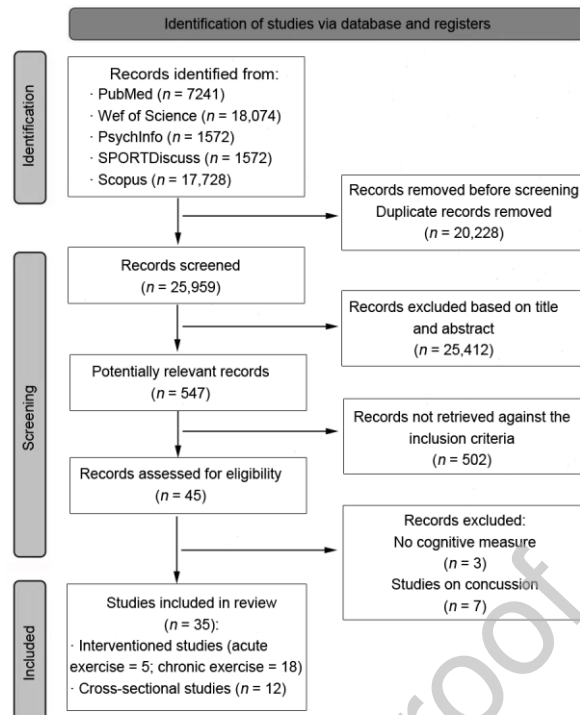 Identification of studies via database and registers
Identification
Records identified from:
· PubMed (n = 7241)
· Wef of Science (n = 18,074)
· PsychInfo (n = 1572)
· SPORTDiscuss (n = 1572)
· Scopus (n = 17,728)
Records removed before screening
Duplicate records removed
(n = 20,228)
Screening
Records screened
(n = 25,959)
Records excluded based on title
and abstract
(n = 25,412)
Potentially relevant records
(n = 547)
Records not retrieved against the
inclusion criteria
(n = 502)
Records assessed for eligibility
(n = 45)
Records excluded:
No cognitive measure
(n = 3)
Studies on concussion
(n = 7)
Included
Studies included in review
(n = 35):
· Interventioned studies (acute
exercise = 5; chronic exercise = 18)
· Cross-sectional studies (n = 12)
roof